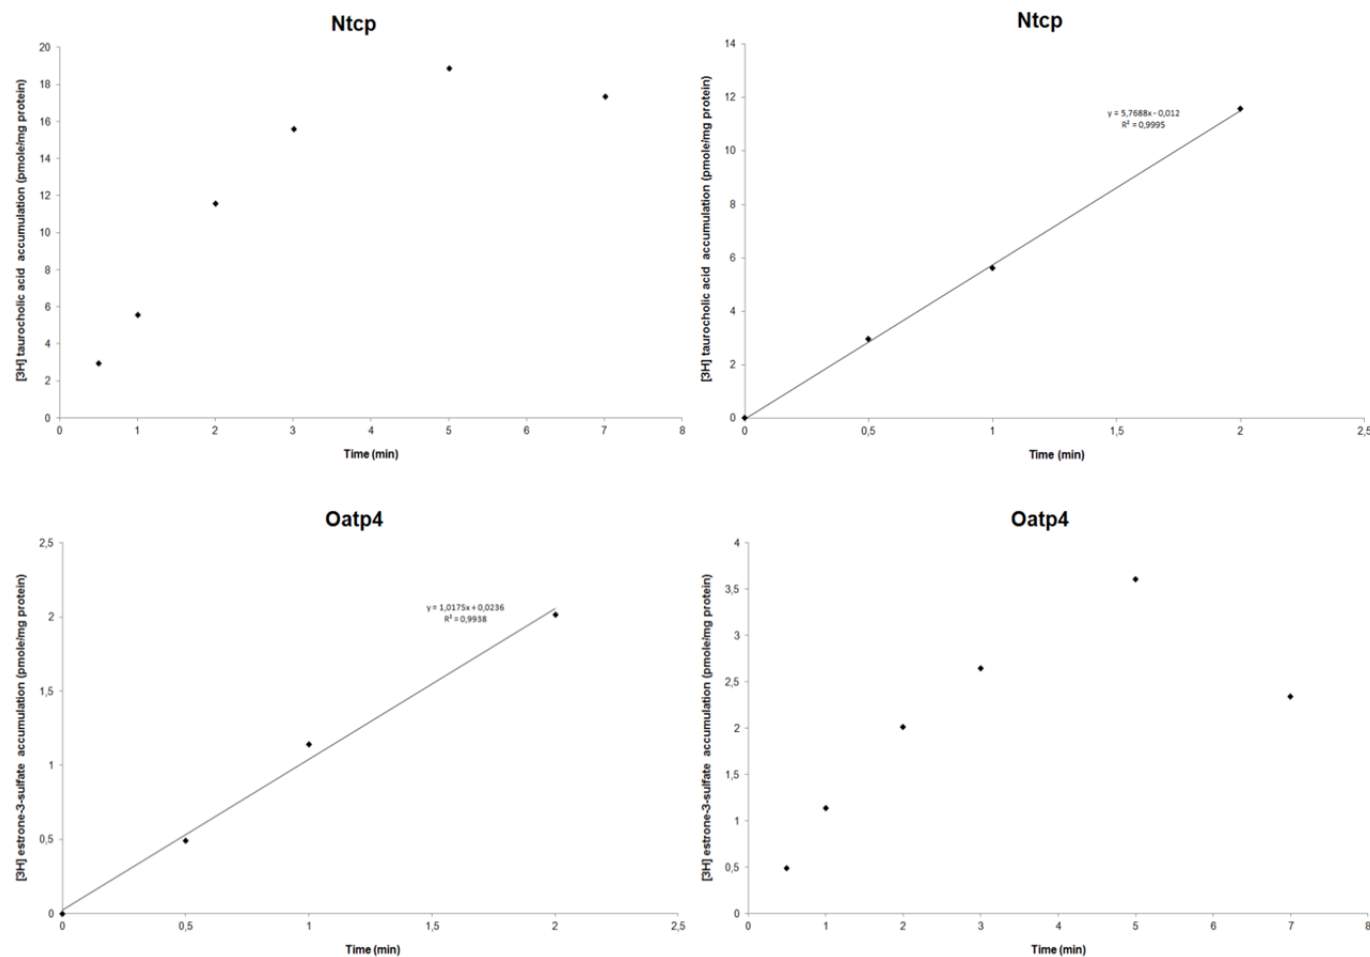 Ntcp
[3H] taurocholic acid accumulation (pmole/mg protein)
20
18
16
14
12
10
8
6
4
2
0
0 1 2 3 4 5 6 7 8
Time (min)
Ntcp
[3H] taurocholic acid accumulation (pmole/mg protein)
14
12
10
8
6
4
2
0
y = 5,7688x - 0,012
R² = 0,9995
0 0,5 1 1,5 2 2,5
Time (min)
Oatp4
[3H] estrone-3-sulfate accumulation (pmole/mg protein)
2,5
2
1,5
1
0,5
0
y = 1,0175x + 0,0236
R² = 0,9938
0 0,5 1 1,5 2 2,5
Time (min)
Oatp4
[3H] estrone-3-sulfate accumulation (pmole/mg protein)
4
3,5
3
2,5
2
1,5
1
0,5
0
0 1 2 3 4 5 6 7 8
Time (min)